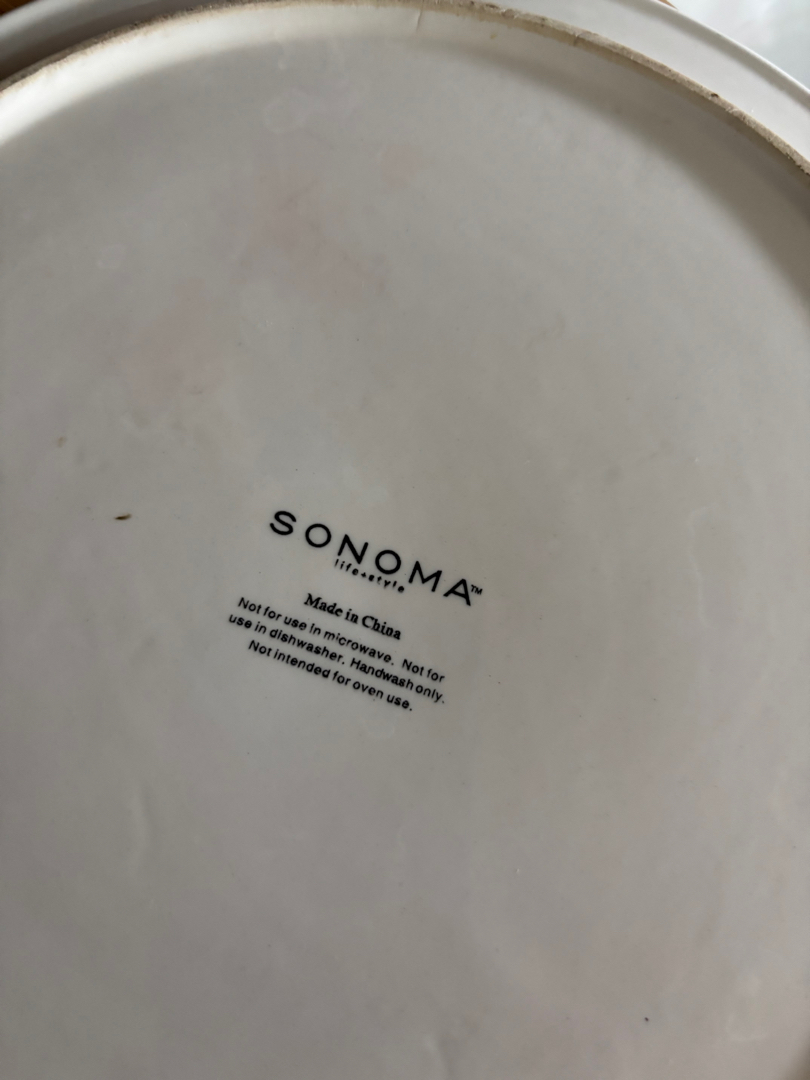 SONOMA™
life+style
Made in China
Not for use in microwave. Not for
use in dishwasher. Handwash only.
Not intended for oven use.